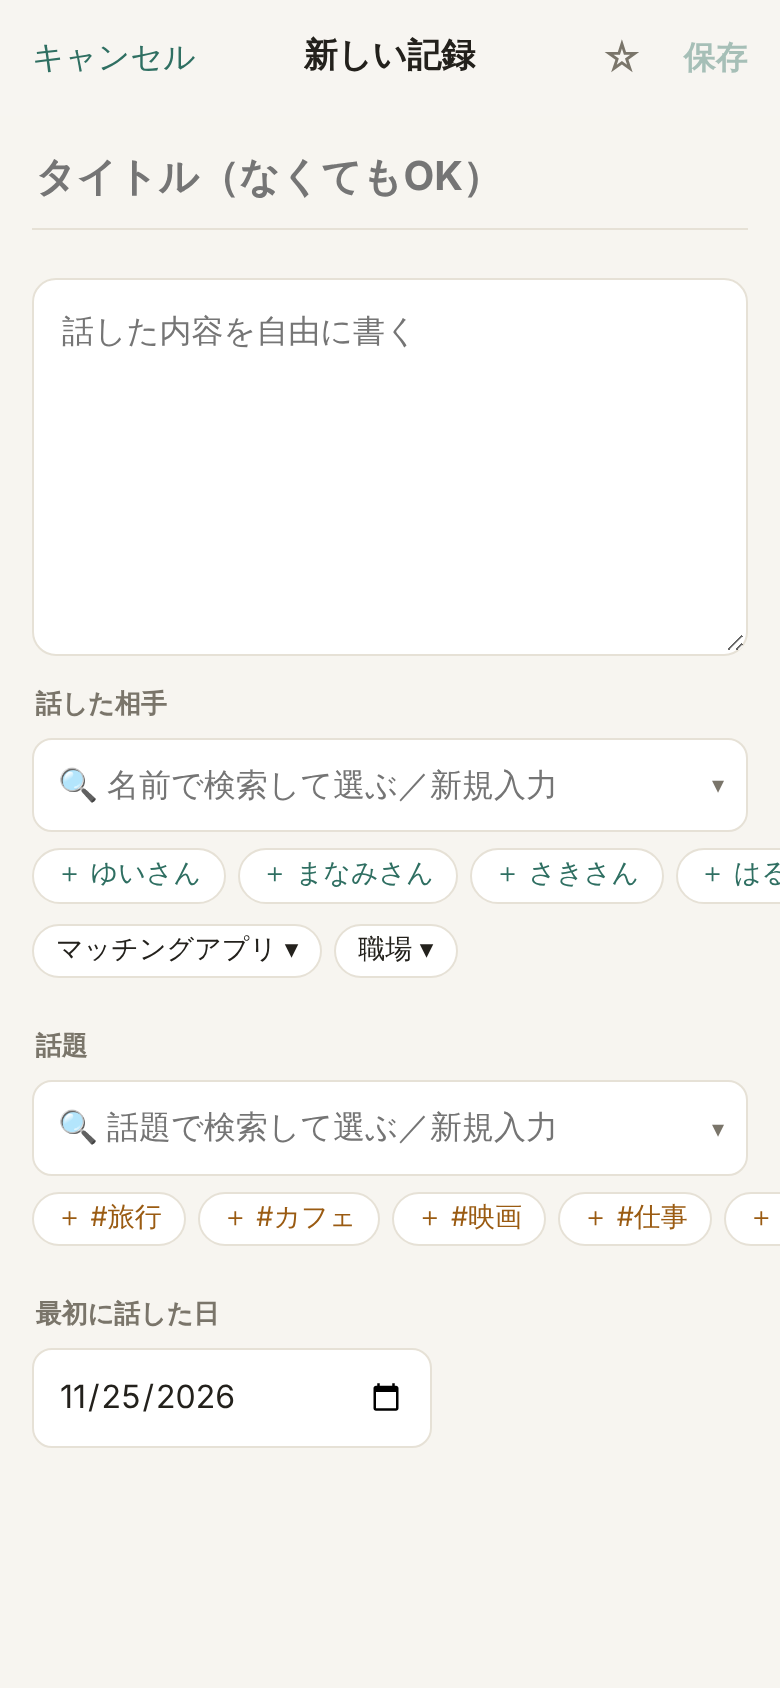 キャンセル 新しい記録 ☆ 保存
タイトル（なくてもOK）
話した内容を自由に書く
話した相手
🔍 名前で検索して選ぶ／新規入力 ▾
＋ ゆいさん ＋ まなみさん ＋ さきさん ＋ はる
マッチングアプリ ▾ 職場 ▾
話題
🔍 話題で検索して選ぶ／新規入力 ▾
＋ #旅行 ＋ #カフェ ＋ #映画 ＋ #仕事 ＋
最初に話した日
11/25/2026